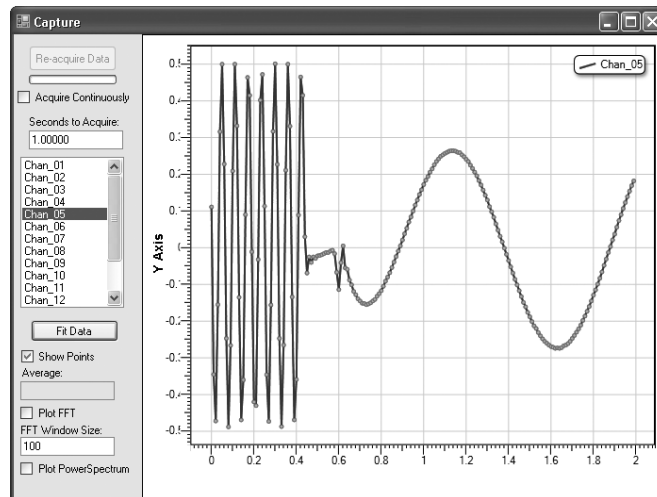 Capture
Re-acquire Data
Acquire Continuously
Seconds to Acquire:
1.00000
Chan_01
Chan_02
Chan_03
Chan_04
Chan_05
Chan_06
Chan_07
Chan_08
Chan_09
Chan_10
Chan_11
Chan_12
Fit Data
Show Points
Average:
Plot FFT
FFT Window Size:
100
Plot PowerSpectrum
Chan_05
Y Axis
0
-0.1
0 0.2 0.4 0.6 0.8 1 1.2 1.4 1.6 1.8 2